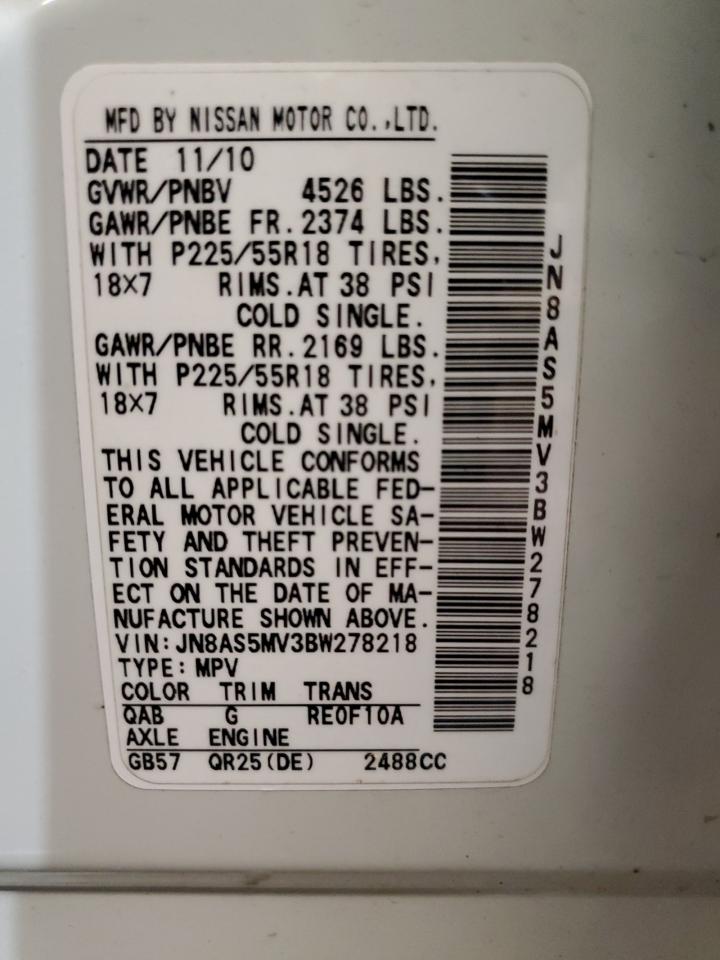 MFD BY NISSAN MOTOR CO.,LTD.
DATE 11/10
GVWR/PNBV 4526 LBS.
GAWR/PNBE FR.2374 LBS.
WITH P225/55R18 TIRES,
18×7 RIMS.AT 38 PSI
COLD SINGLE.
GAWR/PNBE RR.2169 LBS.
WITH P225/55R18 TIRES,
18×7 RIMS.AT 38 PSI
COLD SINGLE.
THIS VEHICLE CONFORMS
TO ALL APPLICABLE FED-
ERAL MOTOR VEHICLE SA-
FETY AND THEFT PREVEN-
TION STANDARDS IN EFF-
ECT ON THE DATE OF MA-
NUFACTURE SHOWN ABOVE.
VIN:JN8AS5MV3BW278218
TYPE:MPV
COLOR TRIM TRANS
QAB G RE0F10A
AXLE ENGINE
GB57 QR25(DE) 2488CC
JN8AS5MV3BW278218